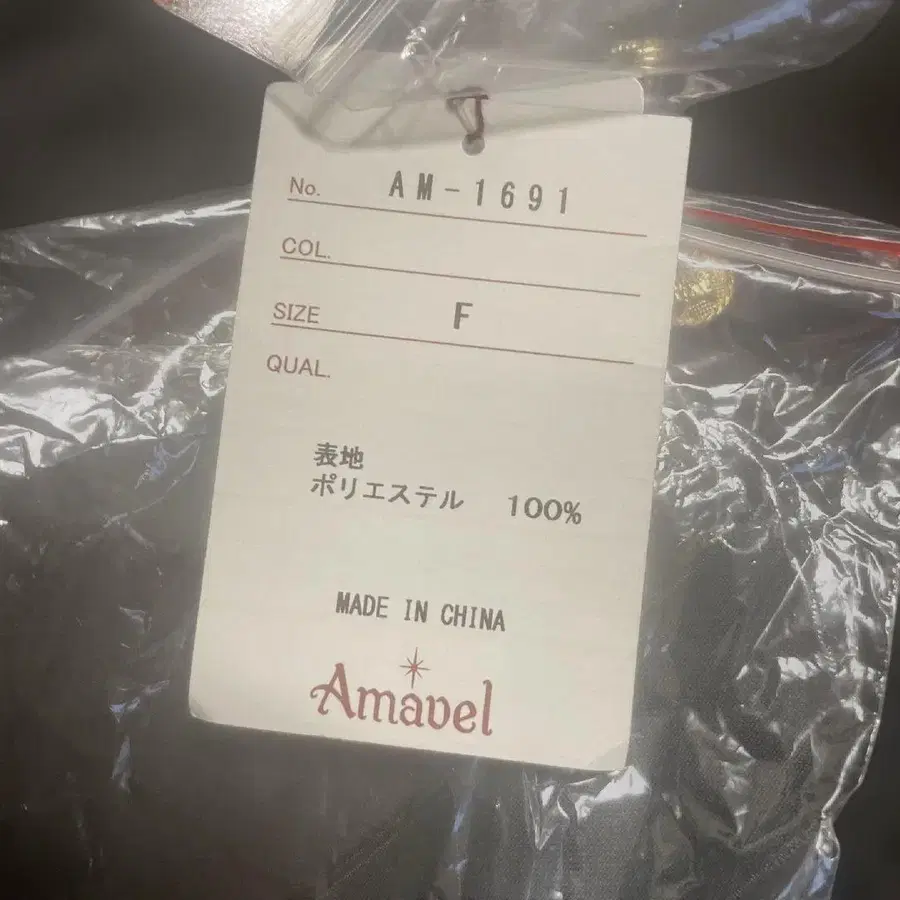 No. AM-1691
COL.
SIZE F
QUAL.
表地
ポリエステル 100%
MADE IN CHINA
Amavel